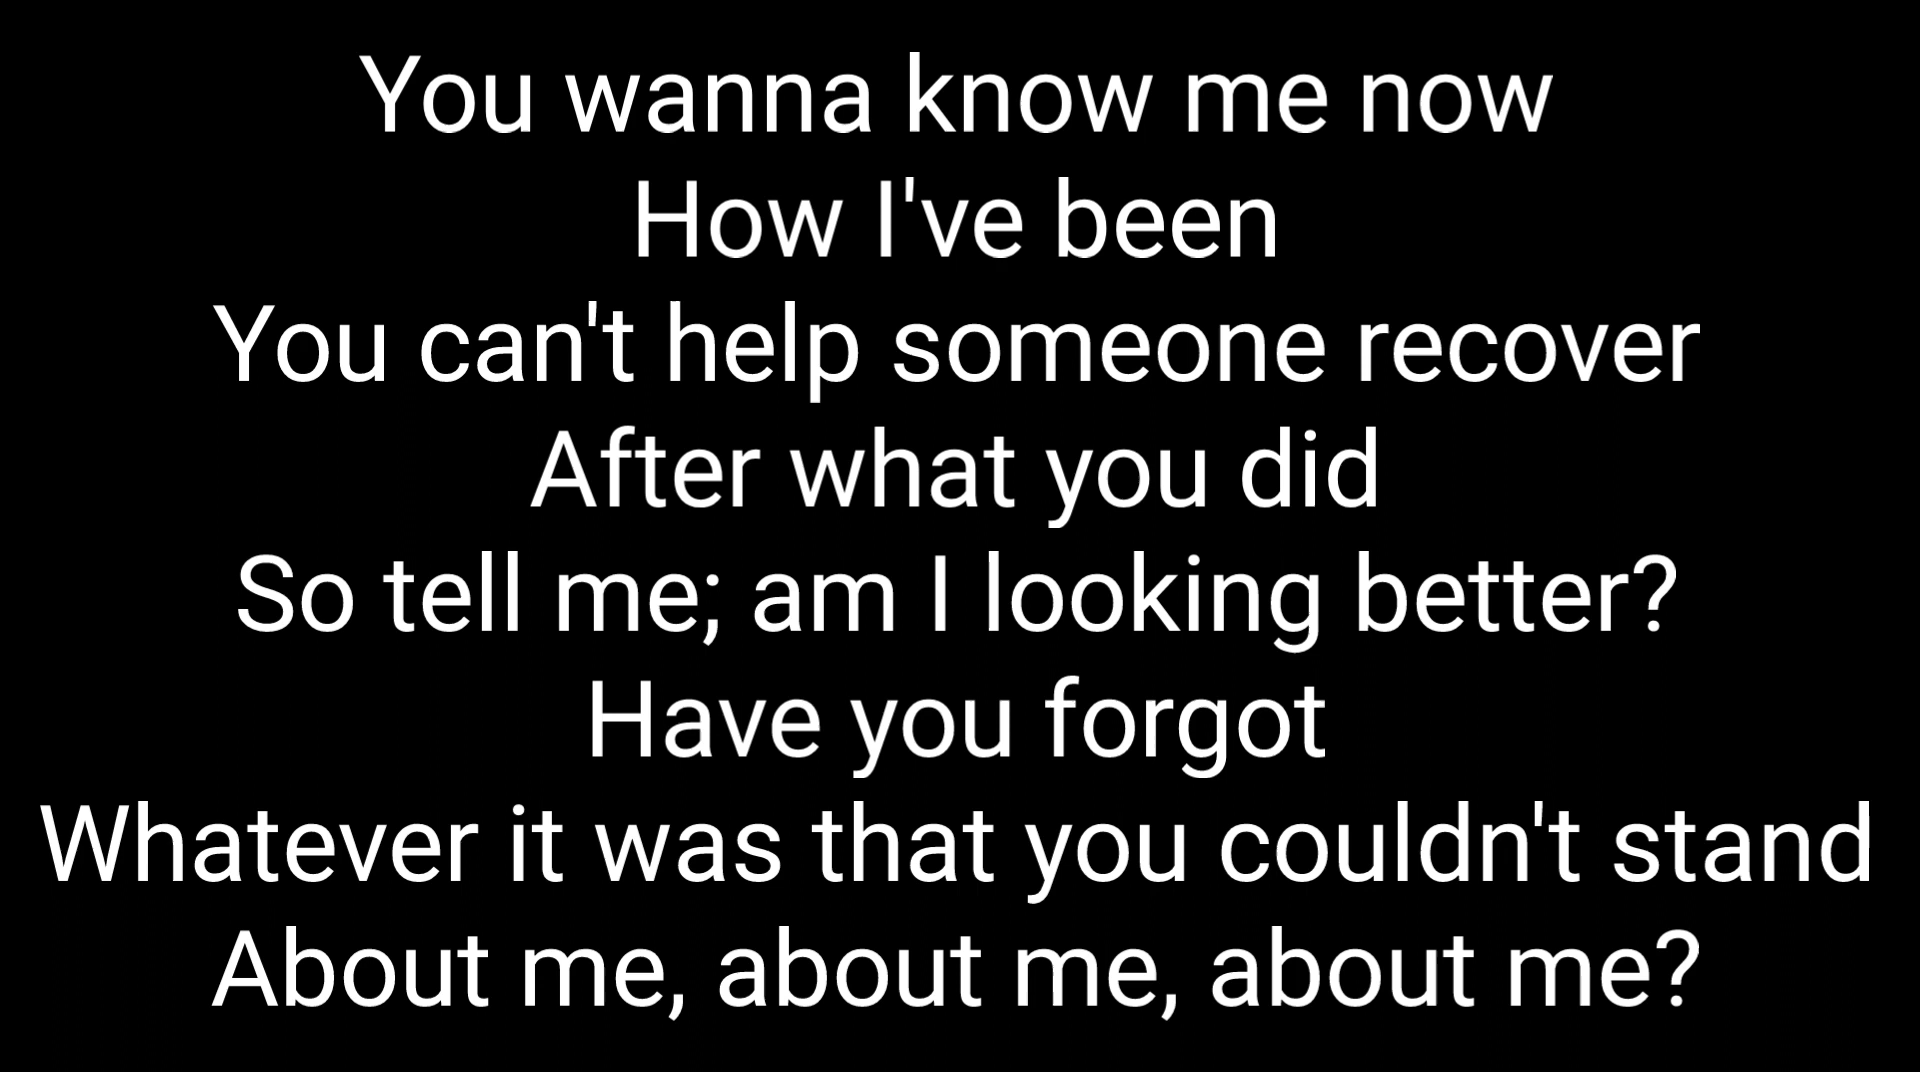 You wanna know me now
How I've been
You can't help someone recover
After what you did
So tell me; am I looking better?
Have you forgot
Whatever it was that you couldn't stand
About me, about me, about me?